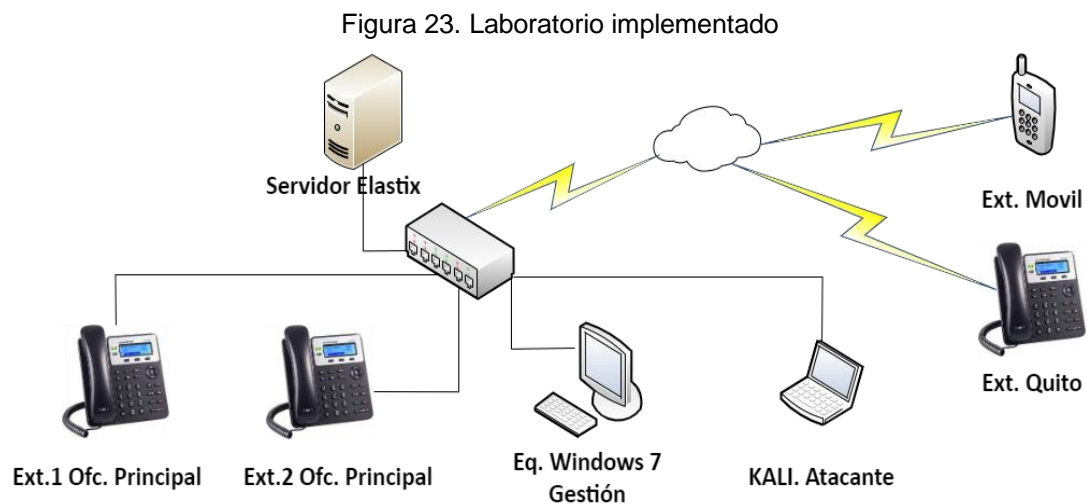 Figura 23. Laboratorio implementado
Servidor Elastix
Ext. Movil
Ext. Quito
Ext.1 Ofc. Principal
Ext.2 Ofc. Principal
Eq. Windows 7
Gestión
KALI. Atacante